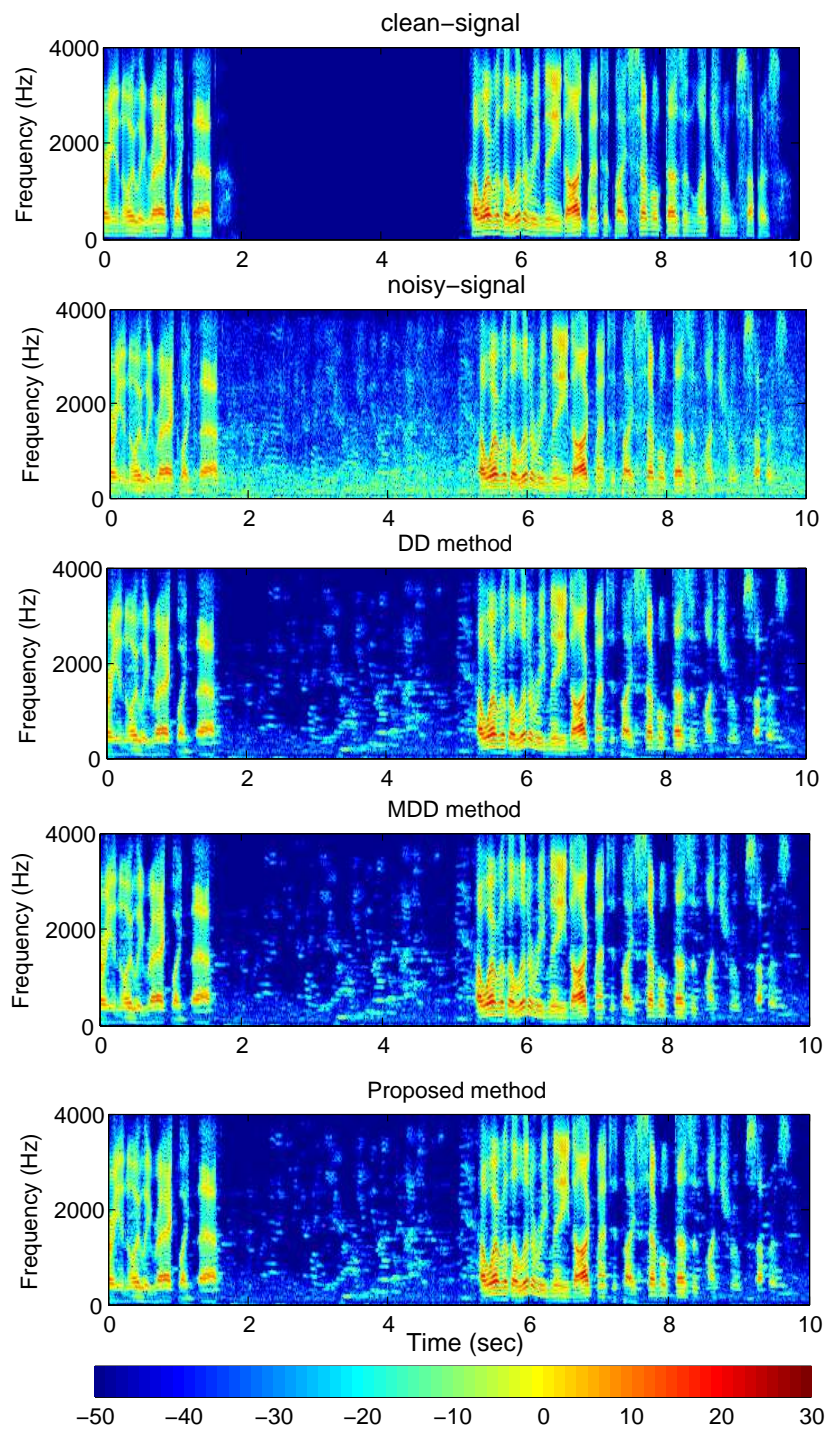 clean−signal
Frequency (Hz)
4000
2000
0
0 2 4 6 8 10
noisy−signal
Frequency (Hz)
4000
2000
0
0 2 4 6 8 10
DD method
Frequency (Hz)
4000
2000
0
0 2 4 6 8 10
MDD method
Frequency (Hz)
4000
2000
0
0 2 4 6 8 10
Proposed method
Frequency (Hz)
4000
2000
0
0 2 4 6 8 10
Time (sec)
−50 −40 −30 −20 −10 0 10 20 30